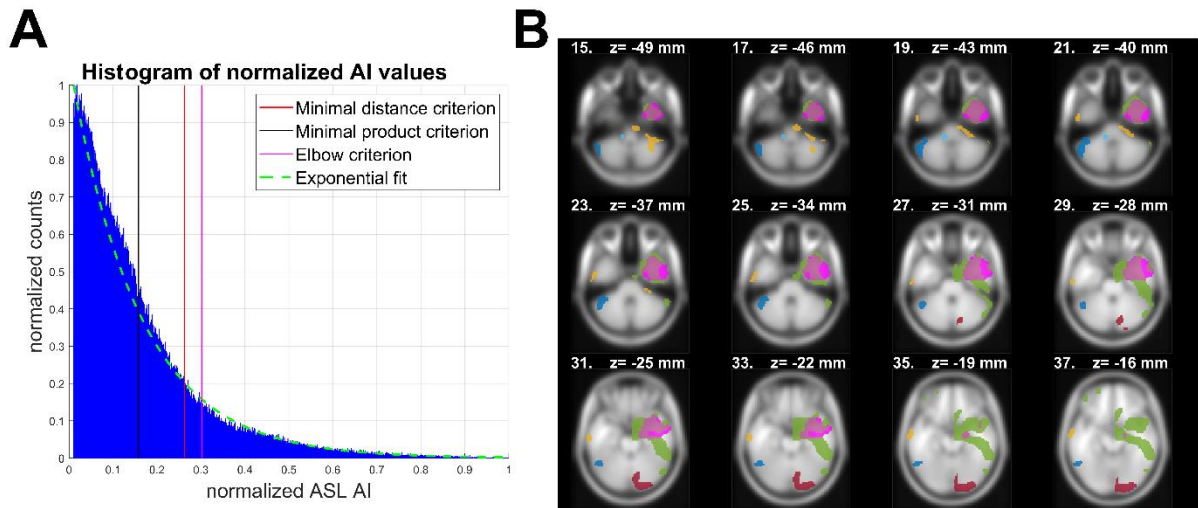 A
Histogram of normalized AI values
Minimal distance criterion
Minimal product criterion
Elbow criterion
Exponential fit
1
0.9
0.8
0.7
0.6
0.5
0.4
0.3
0.2
0.1
0
normalized counts
0 0.1 0.2 0.3 0.4 0.5 0.6 0.7 0.8 0.9 1
normalized ASL AI
B
15. z= -49 mm 17. z= -46 mm 19. z= -43 mm 21. z= -40 mm
23. z= -37 mm 25. z= -34 mm 27. z= -31 mm 29. z= -28 mm
31. z= -25 mm 33. z= -22 mm 35. z= -19 mm 37. z= -16 mm